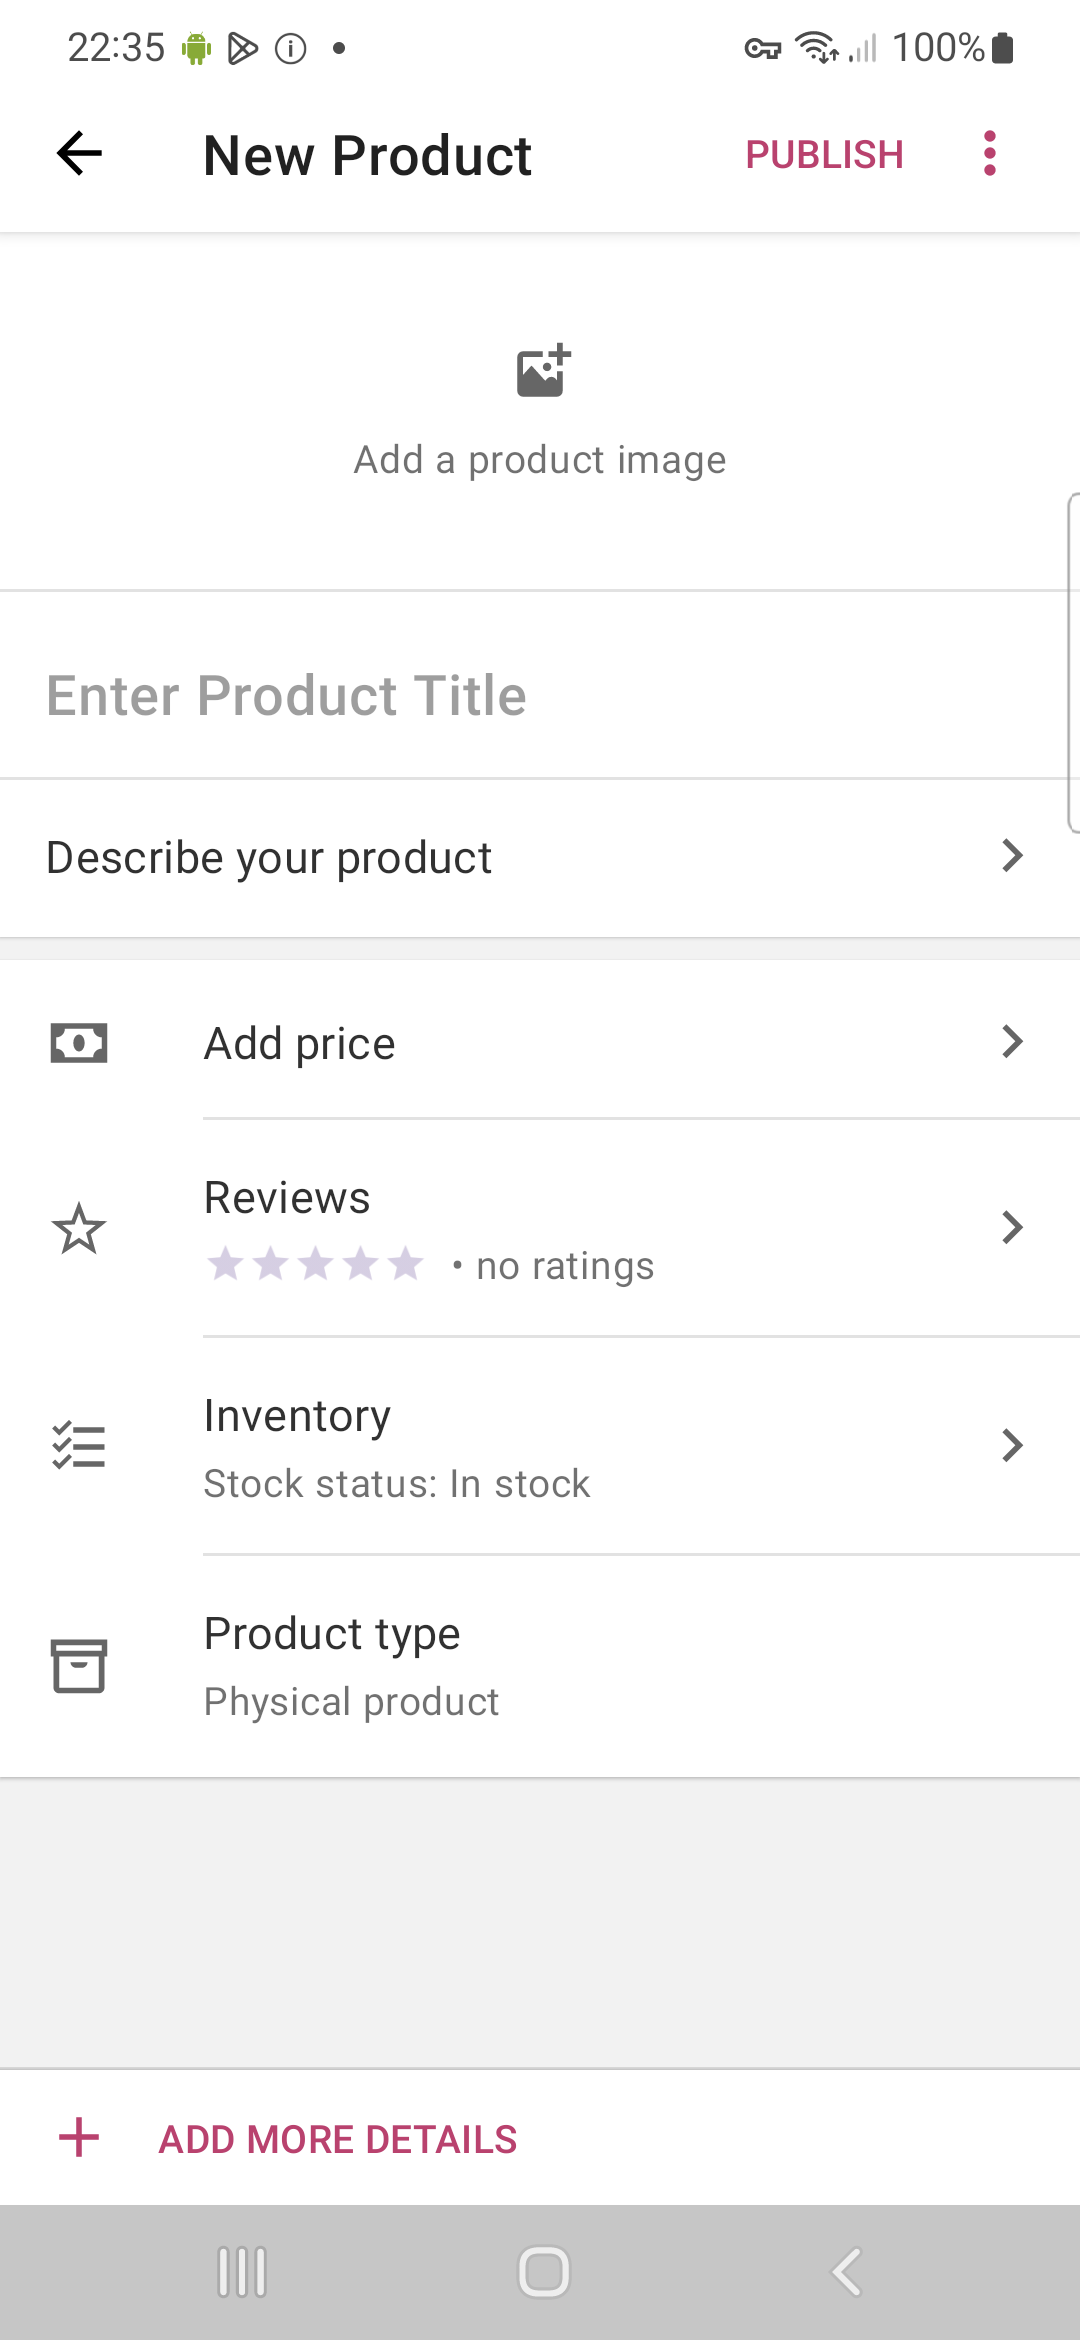 22:35
100%
New Product
PUBLISH
Add a product image
Enter Product Title
Describe your product
Add price
Reviews
• no ratings
Inventory
Stock status: In stock
Product type
Physical product
ADD MORE DETAILS